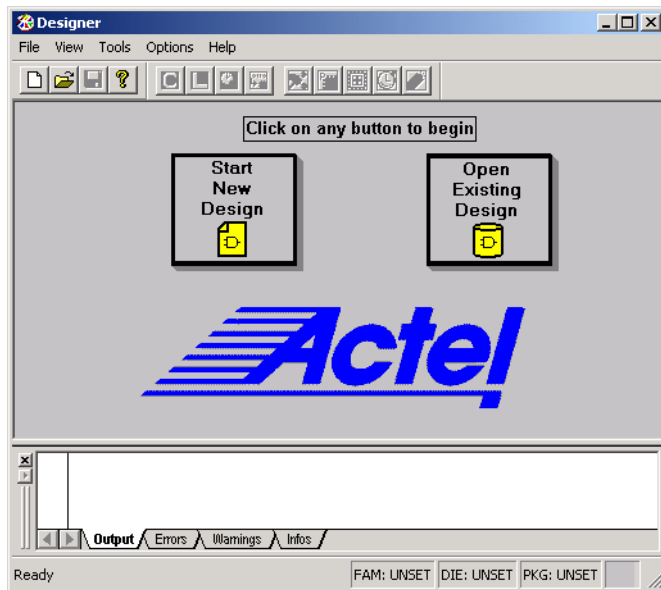 Designer
File View Tools Options Help
Click on any button to begin
Start
New
Design
Open
Existing
Design
Actel
Output Errors Warnings Infos
Ready FAM: UNSET DIE: UNSET PKG: UNSET